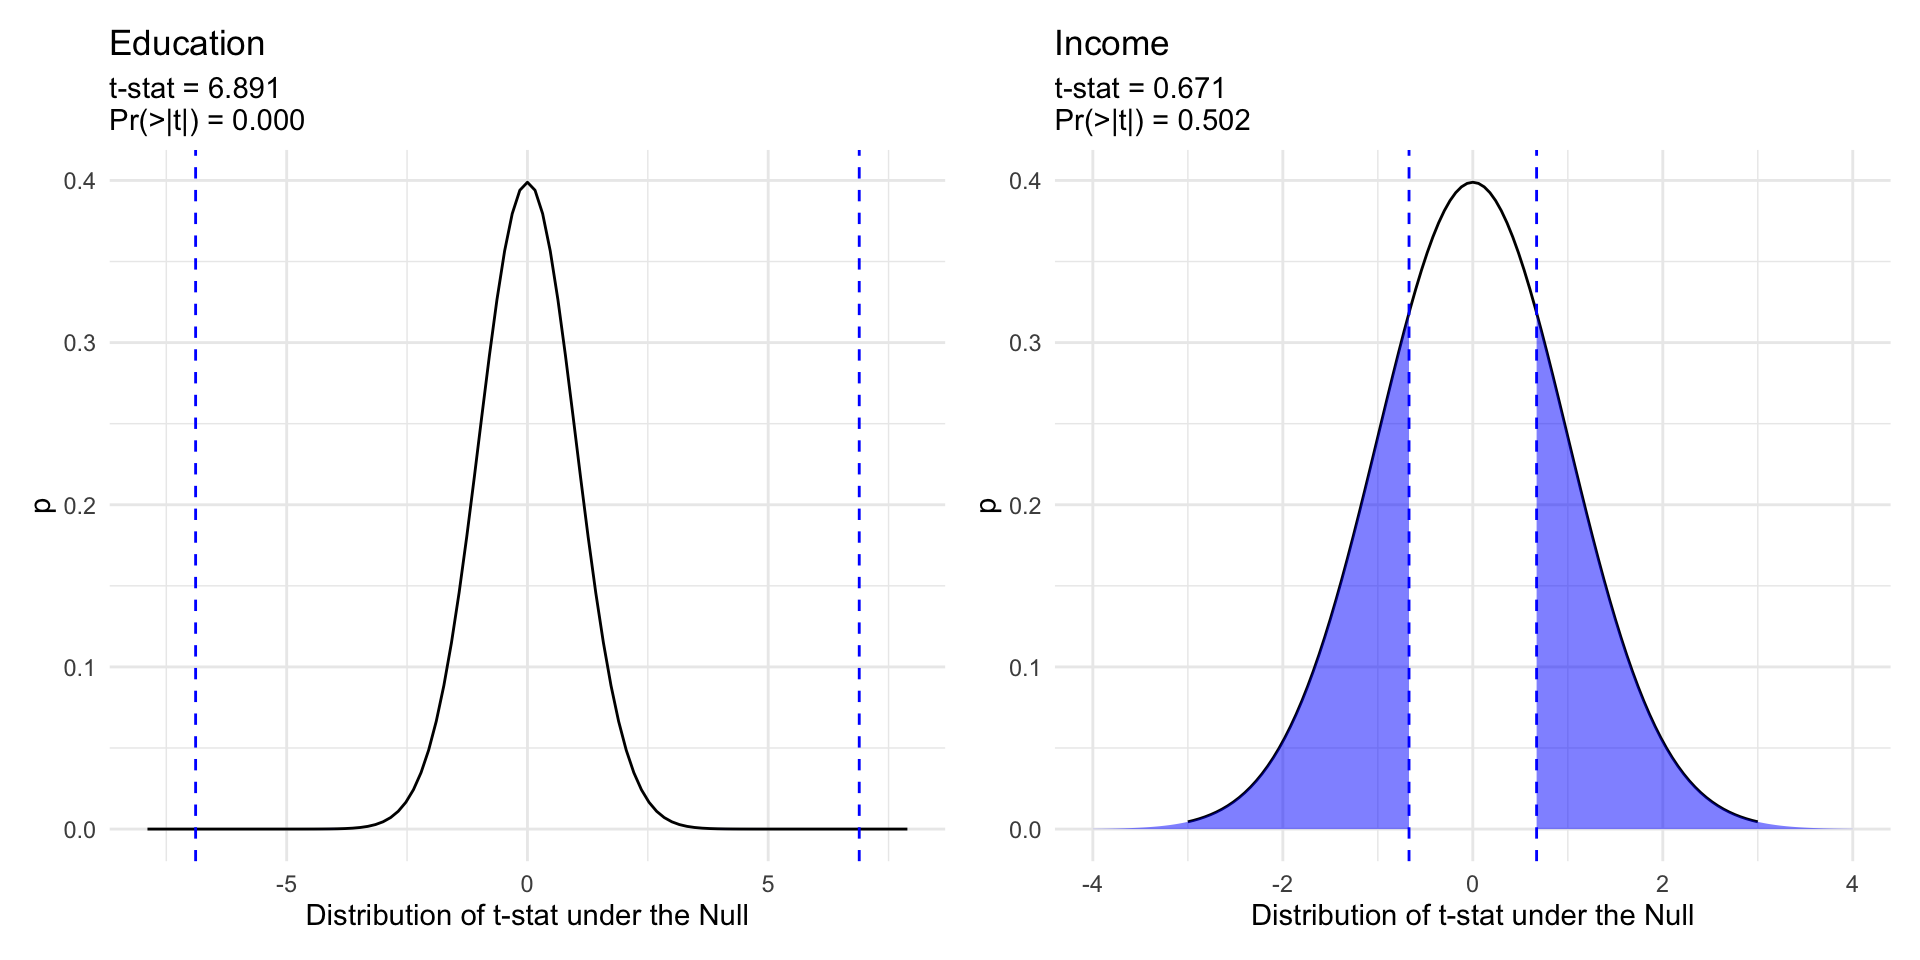 Education
t-stat = 6.891
Pr(>|t|) = 0.000
0.4
0.3
0.2
0.1
0.0
p
-5 0 5
Distribution of t-stat under the Null
Income
t-stat = 0.671
Pr(>|t|) = 0.502
0.4
0.3
0.2
0.1
0.0
p
-4 -2 0 2 4
Distribution of t-stat under the Null